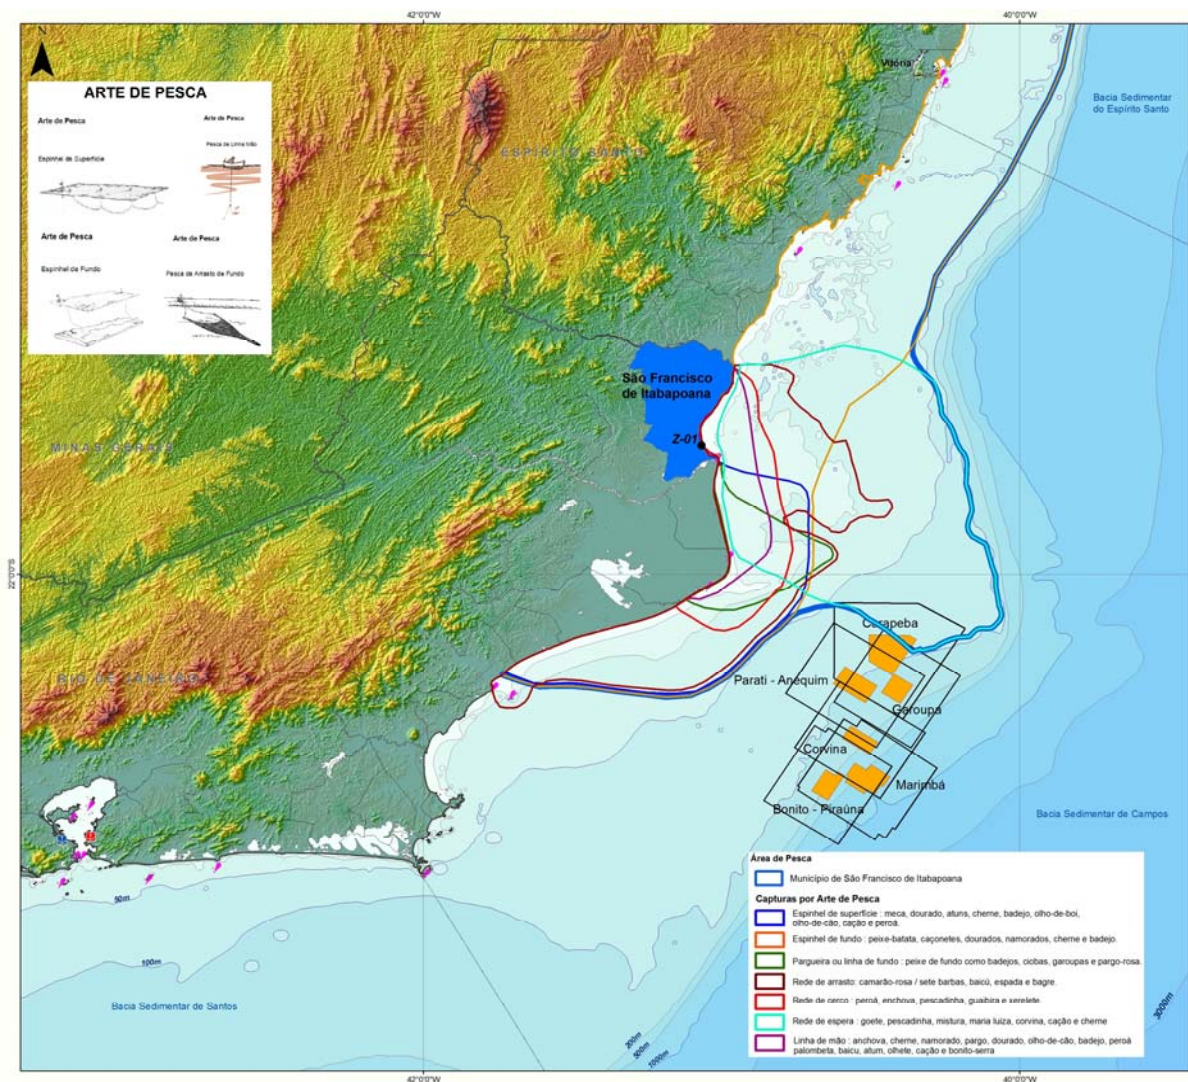 42°0'0"W
40°0'0"W
N
ARTE DE PESCA
Arte de Pesca
Espinhel de Superfície
Arte de Pesca
Pesca de Linha Mão
Arte de Pesca
Espinhel de Fundo
Arte de Pesca
Pesca de Arrasto de Fundo
Vitória
Bacia Sedimentar
do Espírito Santo
ESPÍRITO SANTO
São Francisco
de Itabapoana
Z-01
MINAS GERAIS
22°0'0"S
RIO DE JANEIRO
Carapeba
Parati - Anequim
Garoupa
Corvina
Marimbá
Bonito - Piraúna
Bacia Sedimentar de Campos
50m
100m
Bacia Sedimentar de Santos
200m
500m
1000m
3000m
Área de Pesca
Município de São Francisco de Itabapoana
Capturas por Arte de Pesca
Espinhel de superfície : meca, dourado, atuns, cherne, badejo, olho-de-boi,
olho-de-cão, cação e peroá.
Espinhel de fundo : peixe-batata, caçonetes, dourados, namorados, cherne e badejo.
Pargueira ou linha de fundo : peixe de fundo como badejos, ciobas, garoupas e pargo-rosa.
Rede de arrasto: camarão-rosa / sete barbas, baicú, espada e bagre.
Rede de cerco : peroá, enchova, pescadinha, guaibira e xerelete.
Rede de espera : goete, pescadinha, mistura, maria luiza, corvina, cação e cherne
Linha de mão : anchova, cherne, namorado, pargo, dourado, olho-de-cão, badejo, peroá
palombeta, baicu, atum, olhete, cação e bonito-serra
42°0'0"W
40°0'0"W